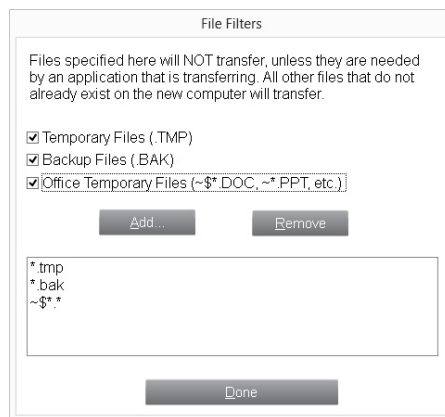 File Filters
Files specified here will NOT transfer, unless they are needed
by an application that is transferring. All other files that do not
already exist on the new computer will transfer.
Temporary Files (.TMP)
Backup Files (.BAK)
Office Temporary Files (~$*.DOC, ~*.PPT, etc.)
Add... Remove
*.tmp
*.bak
~$*.*
Done